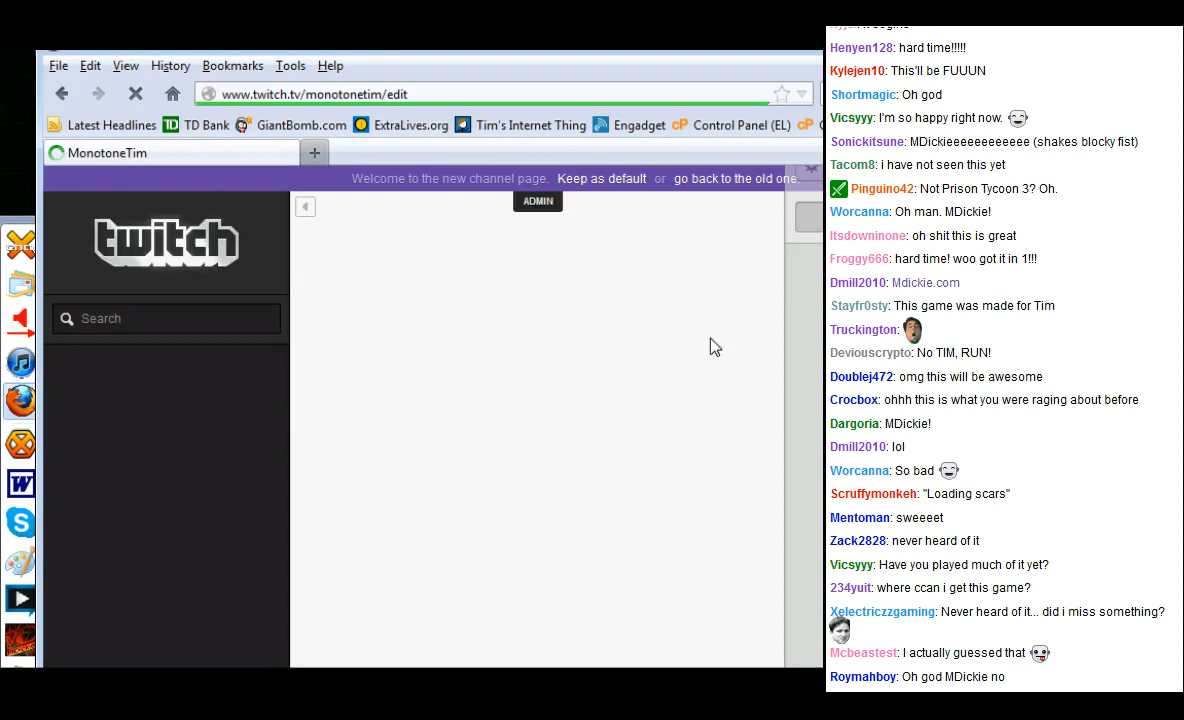 File Edit View History Bookmarks Tools Help
www.twitch.tv/monotonetim/edit
Latest Headlines TD TD Bank GiantBomb.com ExtraLives.org Tim's Internet Thing Engadget cP Control Panel (EL) cP
MonotoneTim +
Welcome to the new channel page. Keep as default or go back to the old one.
ADMIN
twitch
Search
W
S
Henyen128: hard time!!!!!
Kylejen10: This'll be FUUUN
Shortmagic: Oh god
Vicsyyy: I'm so happy right now.
Sonickitsune: MDickieeeeeeeeeeee (shakes blocky fist)
Tacom8: i have not seen this yet
Pinguino42: Not Prison Tycoon 3? Oh.
Worcanna: Oh man. MDickie!
Itsdowninone: oh shit this is great
Froggy666: hard time! woo got it in 1!!!
Dmill2010: Mdickie.com
Stayfr0sty: This game was made for Tim
Truckington:
Deviouscrypto: No TIM, RUN!
Doublej472: omg this will be awesome
Crocbox: ohhh this is what you were raging about before
Dargoria: MDickie!
Dmill2010: lol
Worcanna: So bad
Scruffymonkeh: "Loading scars"
Mentoman: sweeeet
Zack2828: never heard of it
Vicsyyy: Have you played much of it yet?
234yuit: where ccan i get this game?
Xelectriczzgaming: Never heard of it... did i miss something?
Mcbeastest: I actually guessed that
Roymahboy: Oh god MDickie no